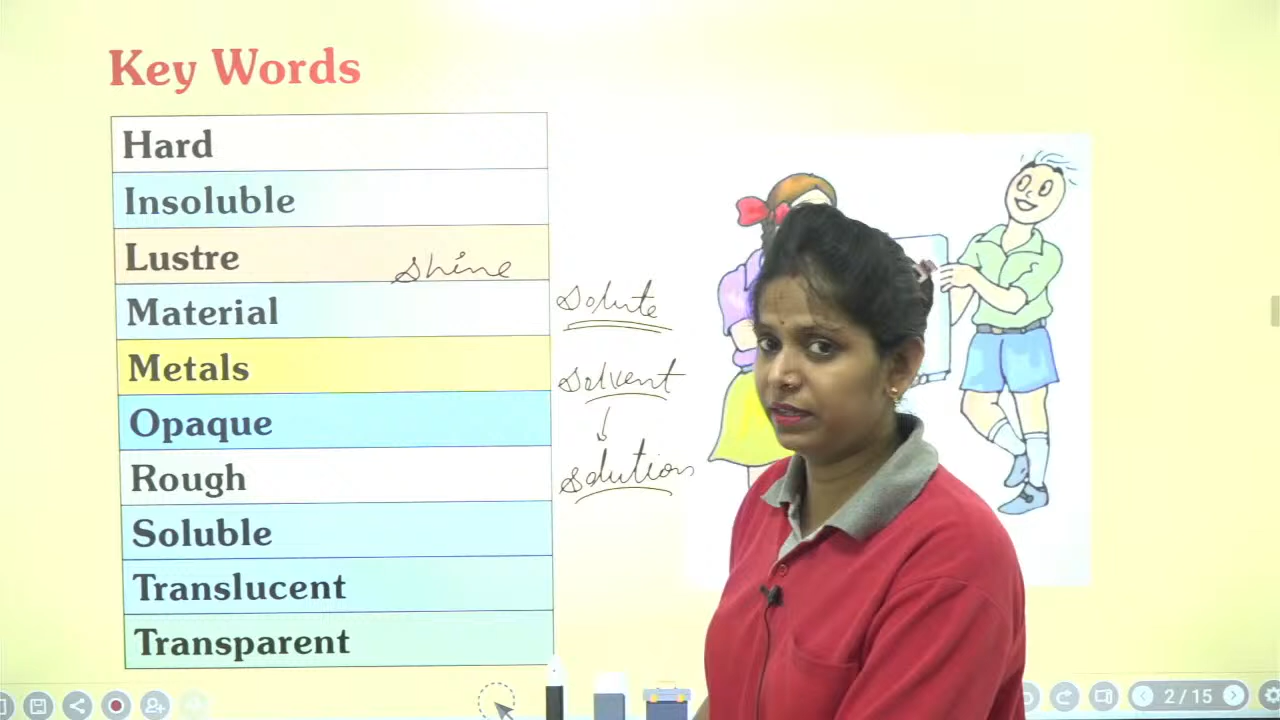 Key Words
Hard
Insoluble
Lustre shine
Material
Metals
Opaque
Rough
Soluble
Translucent
Transparent
solute
solvent
solution
2 / 15